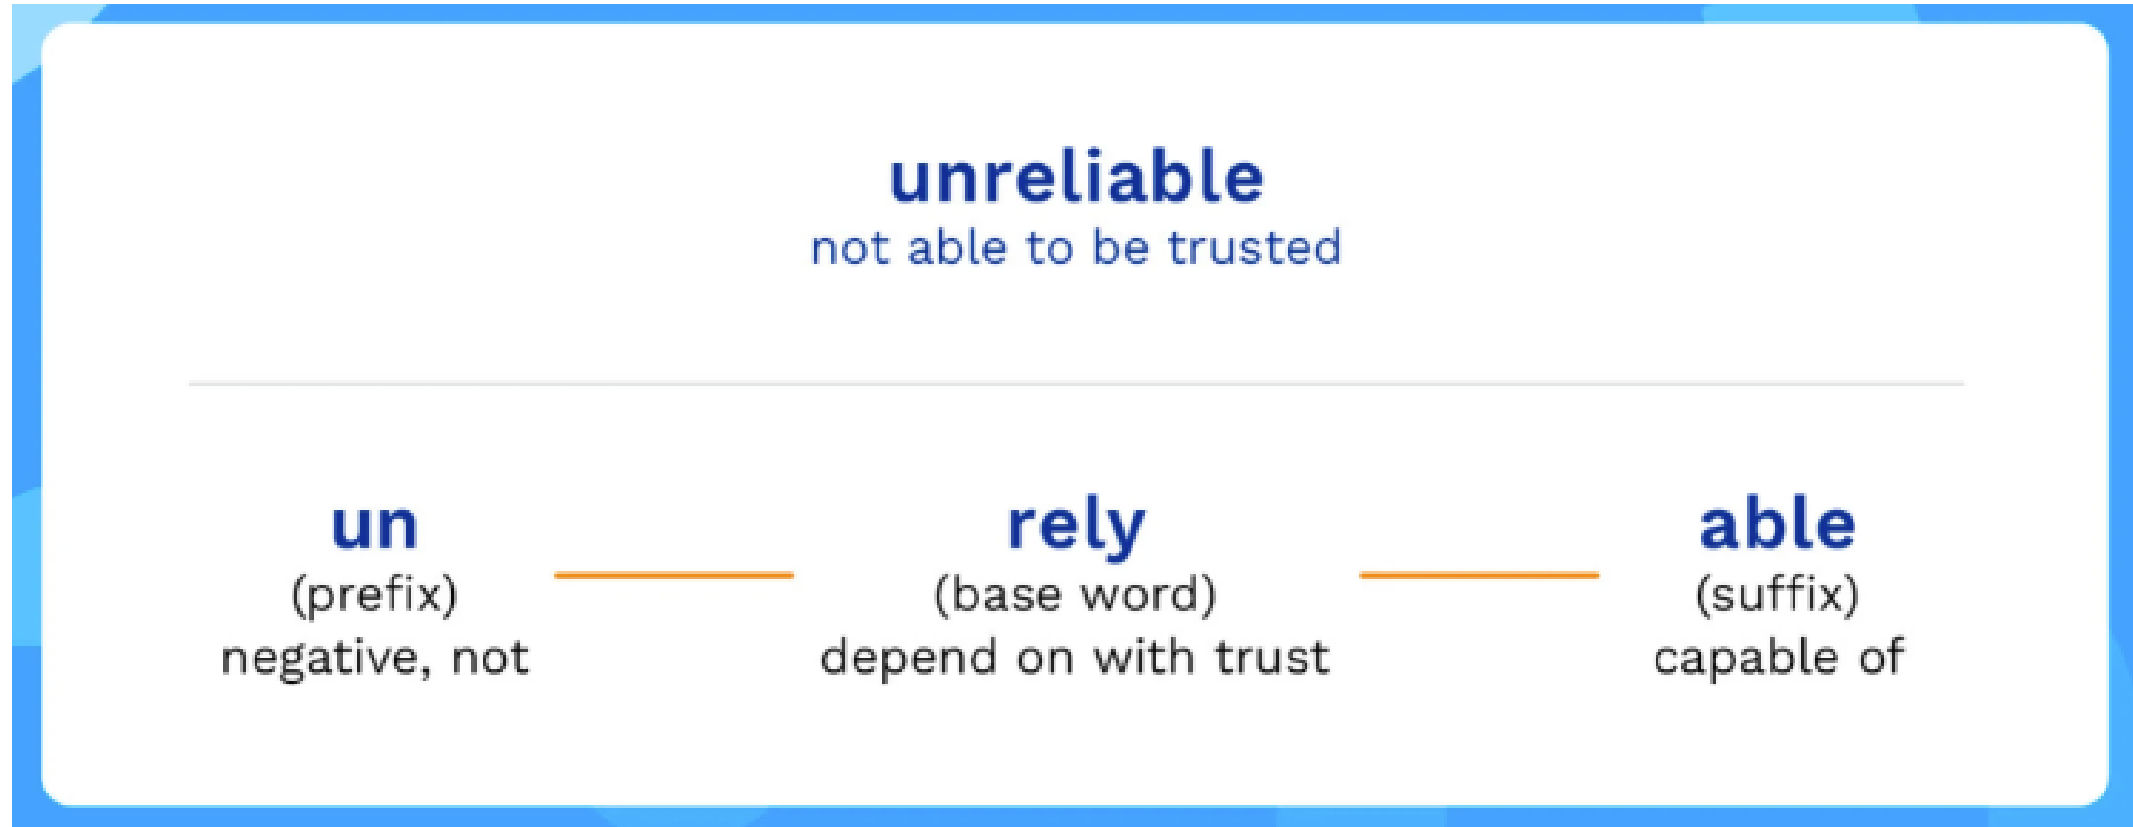 unreliable
not able to be trusted
un
(prefix)
negative, not
rely
(base word)
depend on with trust
able
(suffix)
capable of